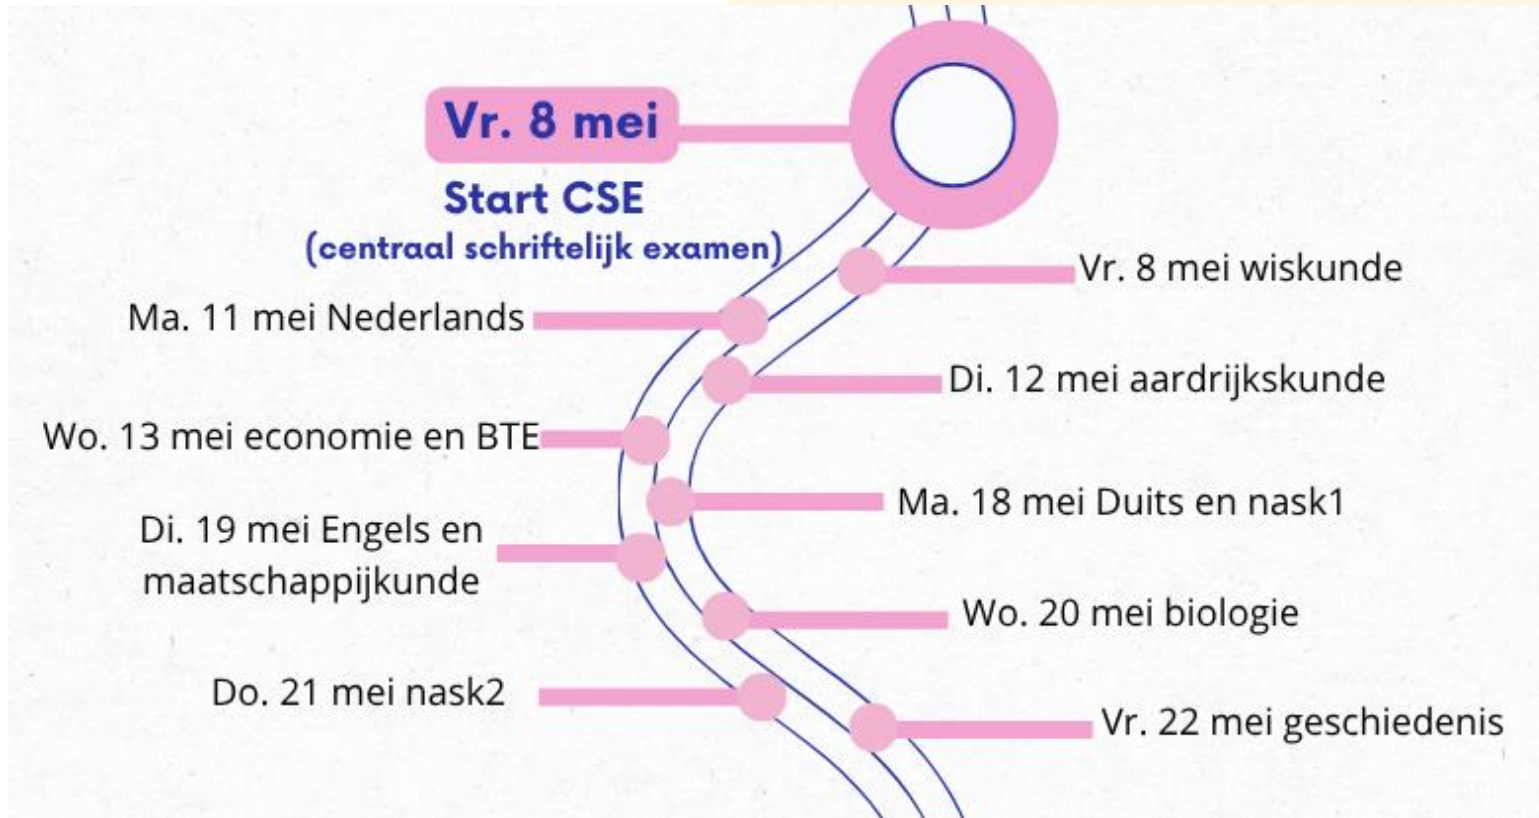 Vr. 8 mei
Start CSE
(centraal schriftelijk examen)
Vr. 8 mei wiskunde
Ma. 11 mei Nederlands
Di. 12 mei aardrijkskunde
Wo. 13 mei economie en BTE
Ma. 18 mei Duits en nask1
Di. 19 mei Engels en
maatschappijkunde
Wo. 20 mei biologie
Do. 21 mei nask2
Vr. 22 mei geschiedenis